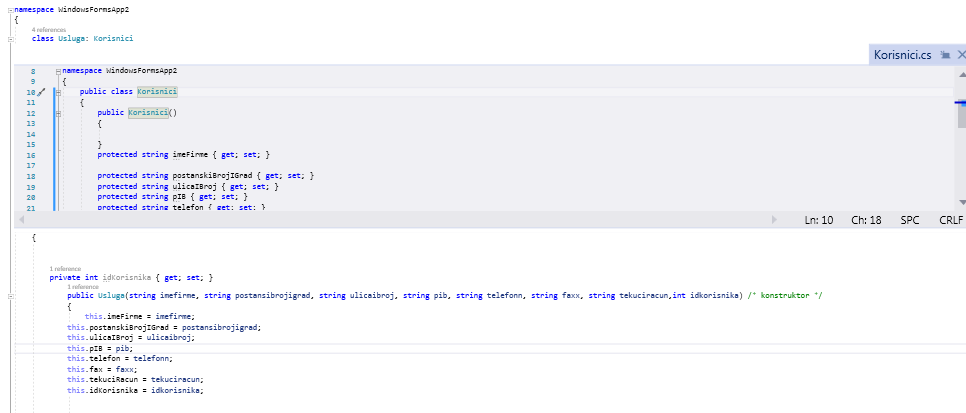 namespace WindowsFormsApp2
{
4 references
class Usluga: Korisnici
Korisnici.cs
8 namespace WindowsFormsApp2
9 {
10 public class Korisnici
11 {
12 public Korisnici()
13 {
14
15 }
16 protected string imeFirme { get; set; }
17
18 protected string postanskiBrojIGrad { get; set; }
19 protected string ulicaIBroj { get; set; }
20 protected string pIB { get; set; }
21 protected string telefon { get; set; }
Ln: 10 Ch: 18 SPC CRLF
{
1 reference
private int idKorisnika { get; set; }
1 reference
public Usluga(string imefirme, string postansibrojigrad, string ulicaibroj, string pib, string telefonn, string faxx, string tekuciracun,int idkorisnika) /* konstruktor */
{
this.imeFirme = imefirme;
this.postanskiBrojIGrad = postansibrojigrad;
this.ulicaIBroj = ulicaibroj;
this.pIB = pib;
this.telefon = telefonn;
this.fax = faxx;
this.tekuciRacun = tekuciracun;
this.idKorisnika = idkorisnika;